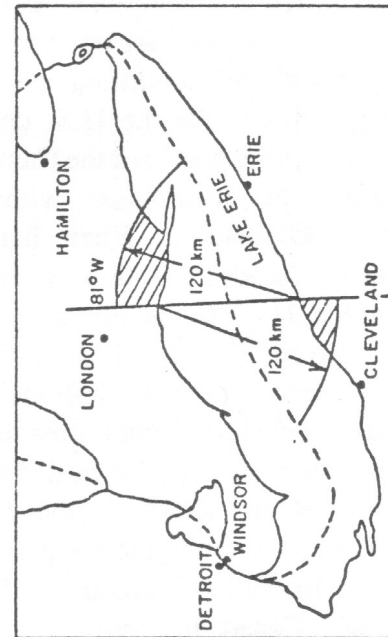 HAMILTON
81°W
120 km
LAKE ERIE
ERIE
LONDON
120 km
CLEVELAND
WINDSOR
DETROIT